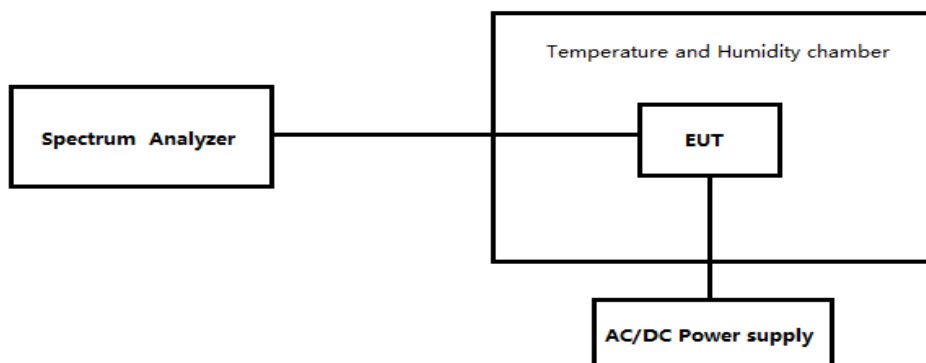 Temperature and Humidity chamber
Spectrum Analyzer
EUT
AC/DC Power supply